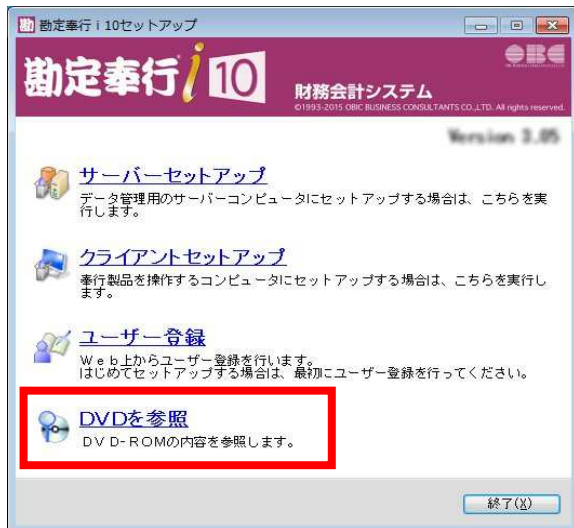 勘定奉行 i 10セットアップ
勘定奉行 i 10
OBC
財務会計システム
©1993-2015 OBIC BUSINESS CONSULTANTS CO.,LTD. All rights reserved.
Version 3.05
サーバーセットアップ
データ管理用のサーバーコンピュータにセットアップする場合は、こちらを実
行します。
クライアントセットアップ
奉行製品を操作するコンピュータにセットアップする場合は、こちらを実行し
ます。
ユーザー登録
Ｗｅｂ上からユーザー登録を行います。
はじめてセットアップする場合は、最初にユーザー登録を行ってください。
DVDを参照
ＤＶＤ-ＲＯＭの内容を参照します。
終了(X)